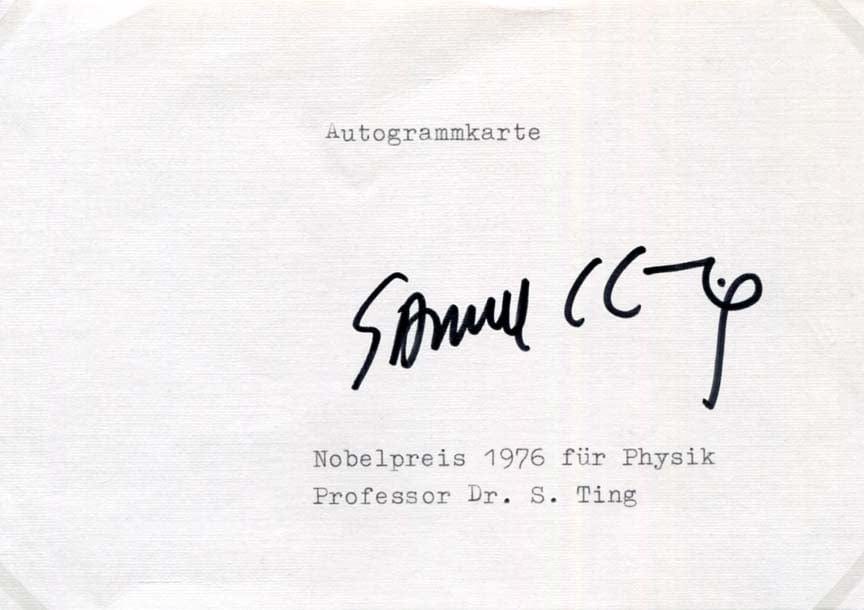 Autogrammkarte
Samuel CC Ting
Nobelpreis 1976 für Physik
Professor Dr. S. Ting